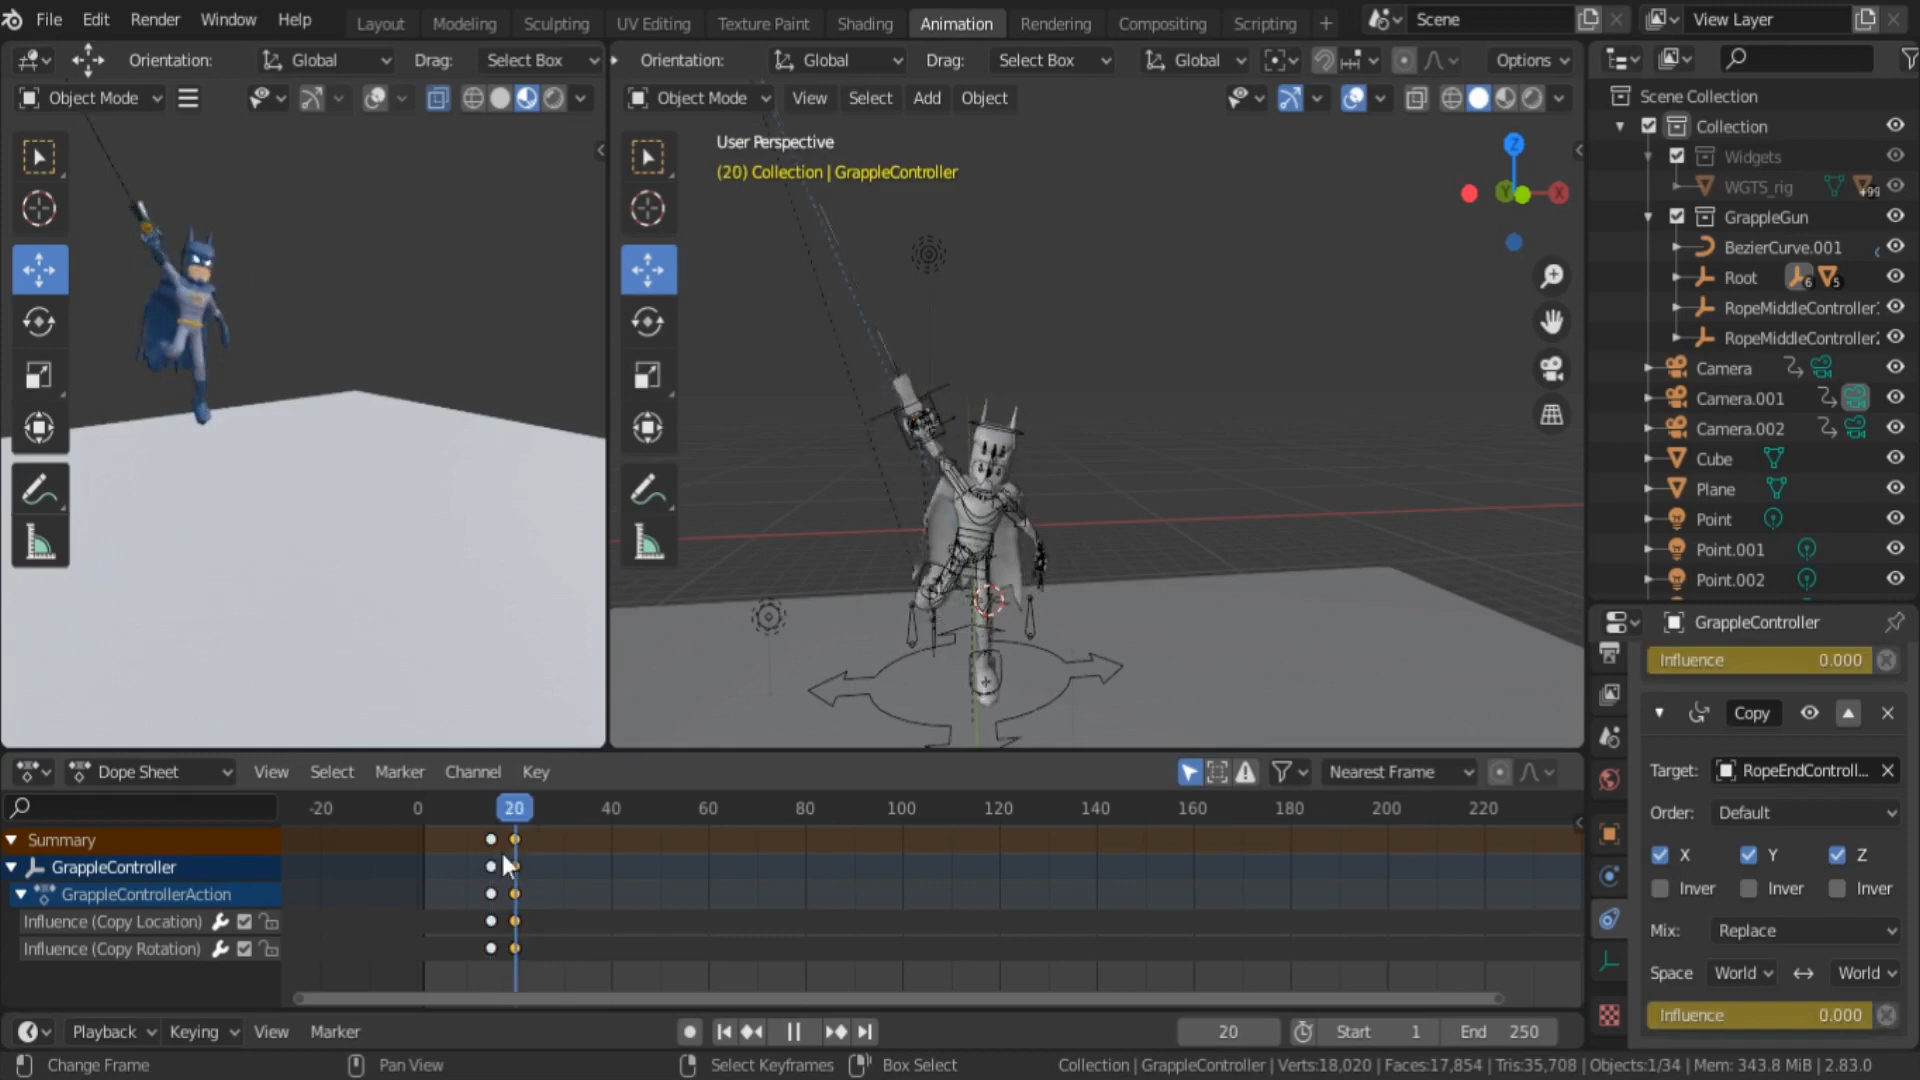 File Edit Render Window Help Layout Modeling Sculpting UV Editing Texture Paint Shading Animation Rendering Compositing Scripting + Scene View Layer
Orientation: Global Drag: Select Box
Orientation: Global Drag: Select Box Global Options
Object Mode
Object Mode View Select Add Object
User Perspective
(20) Collection | GrappleController
Z
Y
X
Scene Collection
Collection
Widgets
WGTS_rig +99
GrappleGun
BezierCurve.001
Root 6 5
RopeMiddleController
RopeMiddleController
Camera
Camera.001
Camera.002
Cube
Plane
Point
Point.001
Point.002
GrappleController
Influence 0.000
Copy
Target: RopeEndControll...
Order: Default
X Y Z
Inver Inver Inver
Mix: Replace
Space World World
Influence 0.000
Dope Sheet View Select Marker Channel Key Nearest Frame
-20 0 20 40 60 80 100 120 140 160 180 200 220
Summary
GrappleController
GrappleControllerAction
Influence (Copy Location)
Influence (Copy Rotation)
Playback Keying View Marker 20 Start 1 End 250
Change Frame Pan View Select Keyframes Box Select Collection | GrappleController | Verts:18,020 | Faces:17,854 | Tris:35,708 | Objects:1/34 | Mem: 343.8 MiB | 2.83.0